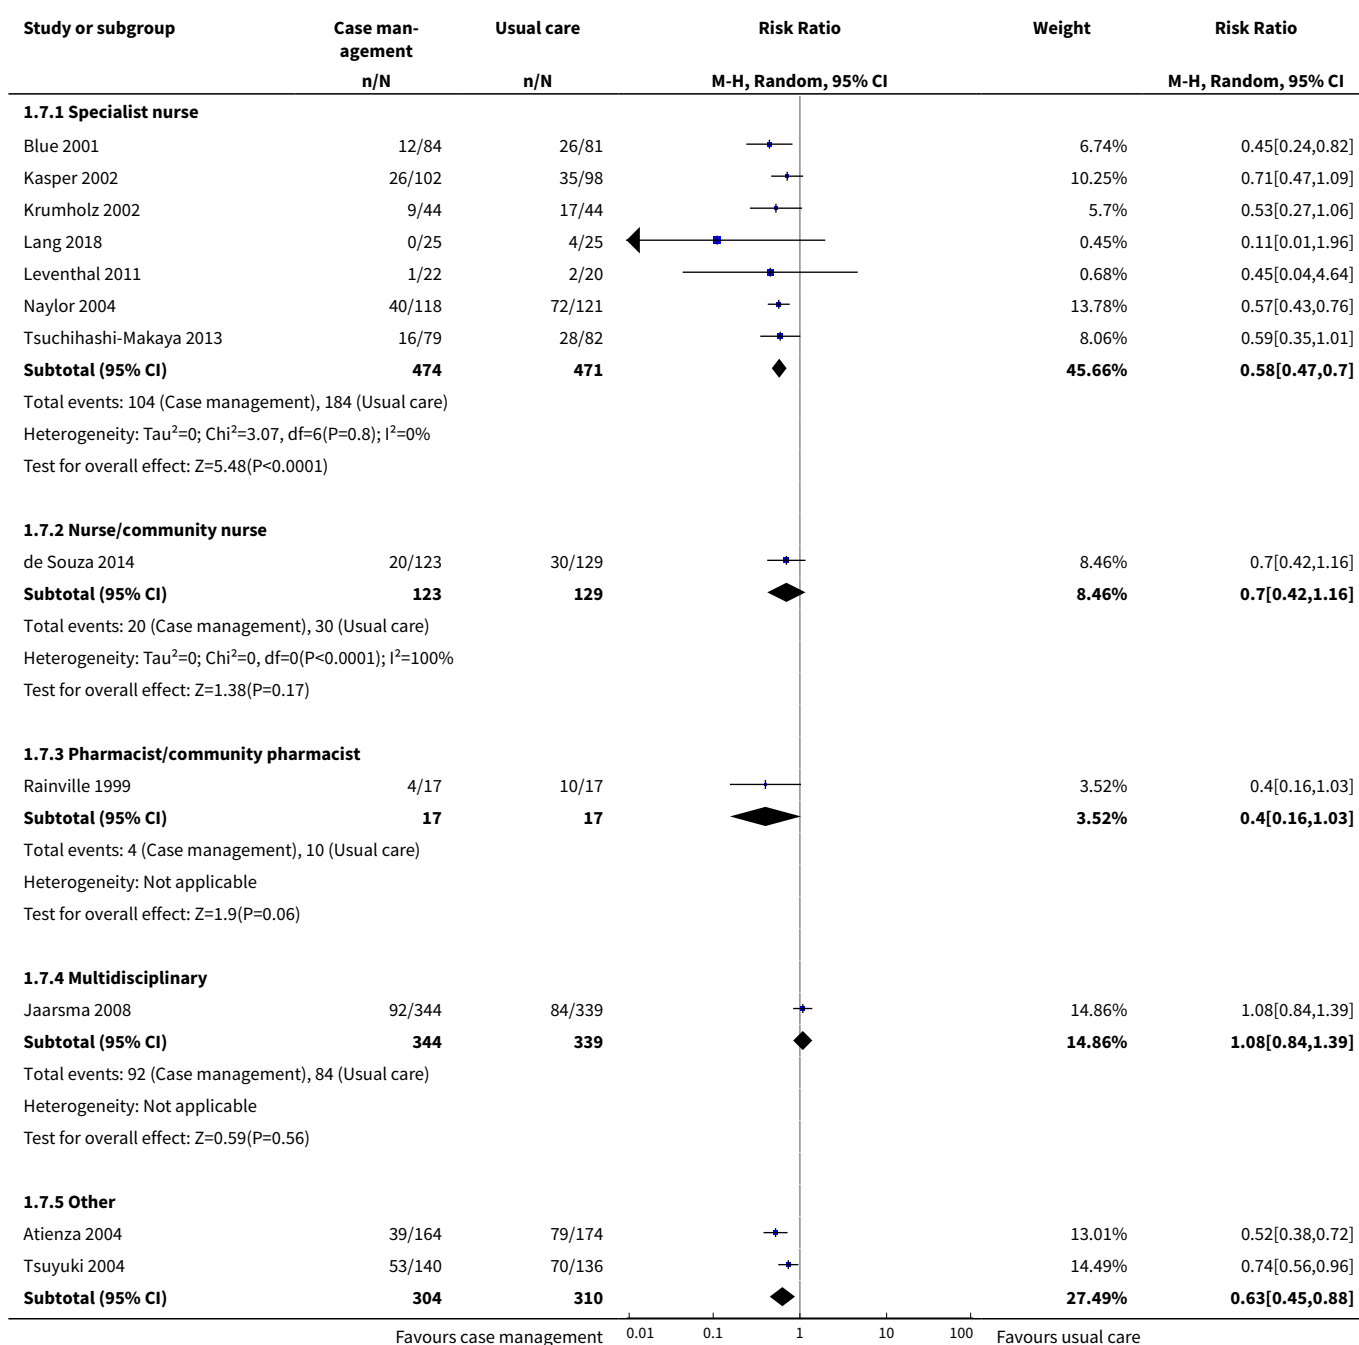 Study or subgroup Case man- Usual care Risk Ratio Weight Risk Ratio
agement
n/N n/N M-H, Random, 95% CI M-H, Random, 95% CI
1.7.1 Specialist nurse
Blue 2001 12/84 26/81 6.74% 0.45[0.24,0.82]
Kasper 2002 26/102 35/98 10.25% 0.71[0.47,1.09]
Krumholz 2002 9/44 17/44 5.7% 0.53[0.27,1.06]
Lang 2018 0/25 4/25 0.45% 0.11[0.01,1.96]
Leventhal 2011 1/22 2/20 0.68% 0.45[0.04,4.64]
Naylor 2004 40/118 72/121 13.78% 0.57[0.43,0.76]
Tsuchihashi-Makaya 2013 16/79 28/82 8.06% 0.59[0.35,1.01]
Subtotal (95% CI) 474 471 45.66% 0.58[0.47,0.7]
Total events: 104 (Case management), 184 (Usual care)
Heterogeneity: Tau²=0; Chi²=3.07, df=6(P=0.8); I²=0%
Test for overall effect: Z=5.48(P<0.0001)
1.7.2 Nurse/community nurse
de Souza 2014 20/123 30/129 8.46% 0.7[0.42,1.16]
Subtotal (95% CI) 123 129 8.46% 0.7[0.42,1.16]
Total events: 20 (Case management), 30 (Usual care)
Heterogeneity: Tau²=0; Chi²=0, df=0(P<0.0001); I²=100%
Test for overall effect: Z=1.38(P=0.17)
1.7.3 Pharmacist/community pharmacist
Rainville 1999 4/17 10/17 3.52% 0.4[0.16,1.03]
Subtotal (95% CI) 17 17 3.52% 0.4[0.16,1.03]
Total events: 4 (Case management), 10 (Usual care)
Heterogeneity: Not applicable
Test for overall effect: Z=1.9(P=0.06)
1.7.4 Multidisciplinary
Jaarsma 2008 92/344 84/339 14.86% 1.08[0.84,1.39]
Subtotal (95% CI) 344 339 14.86% 1.08[0.84,1.39]
Total events: 92 (Case management), 84 (Usual care)
Heterogeneity: Not applicable
Test for overall effect: Z=0.59(P=0.56)
1.7.5 Other
Atienza 2004 39/164 79/174 13.01% 0.52[0.38,0.72]
Tsuyuki 2004 53/140 70/136 14.49% 0.74[0.56,0.96]
Subtotal (95% CI) 304 310 27.49% 0.63[0.45,0.88]
Favours case management 0.01 0.1 1 10 100 Favours usual care